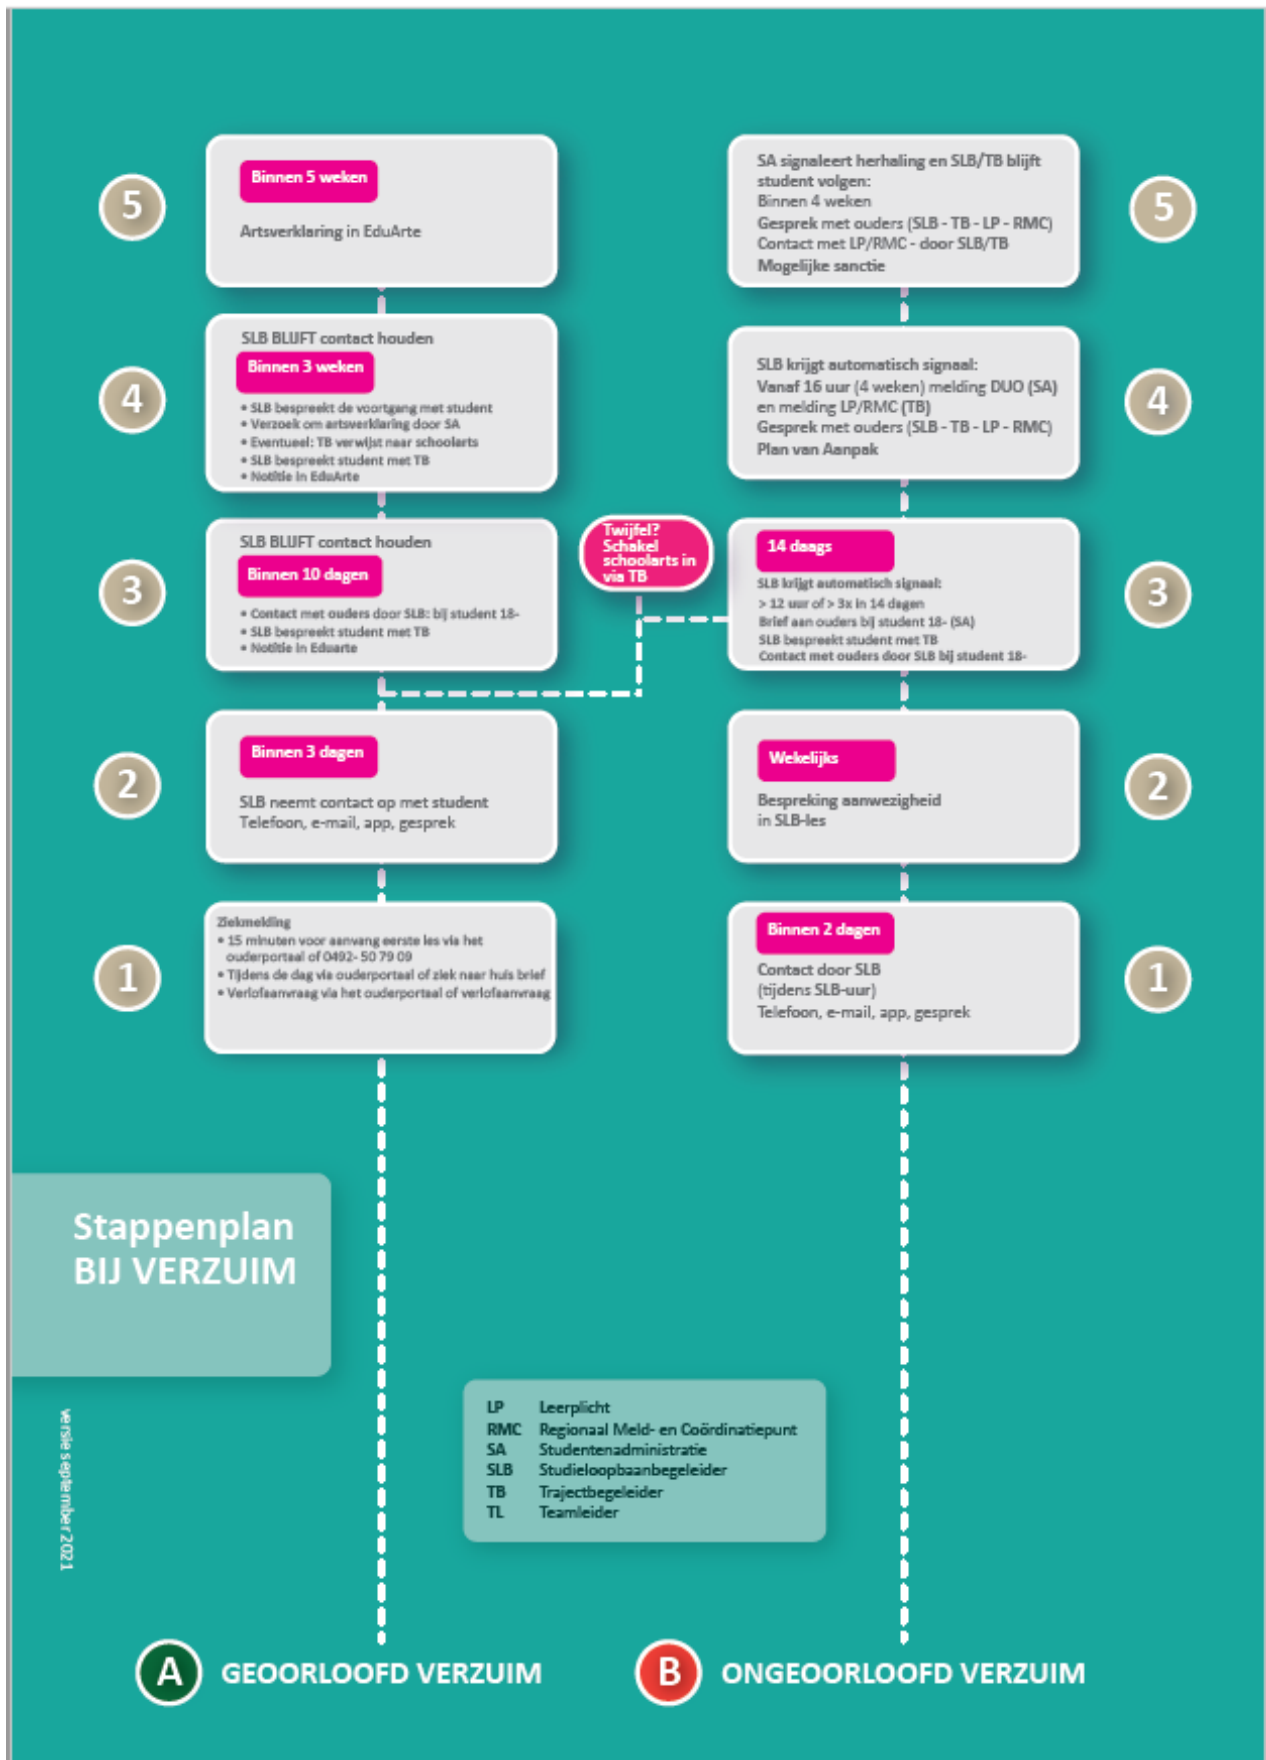 5
Binnen 5 weken
Artsverklaring in EduArte
SA signaleert herhaling en SLB/TB blijft
student volgen:
Binnen 4 weken
Gesprek met ouders (SLB - TB - LP - RMC)
Contact met LP/RMC - door SLB/TB
Mogelijke sanctie
5
4
SLB BLIJFT contact houden
Binnen 3 weken
• SLB bespreekt de voortgang met student
• Verzoek om artsverklaring door SA
• Eventueel: TB verwijst naar schoolarts
• SLB bespreekt student met TB
• Notitie in EduArte
SLB krijgt automatisch signaal:
Vanaf 16 uur (4 weken) melding DUO (SA)
en melding LP/RMC (TB)
Gesprek met ouders (SLB - TB - LP - RMC)
Plan van Aanpak
4
3
SLB BLIJFT contact houden
Binnen 10 dagen
• Contact met ouders door SLB: bij student 18-
• SLB bespreekt student met TB
• Notitie in Eduarte
Twijfel?
Schakel
schoolarts in
via TB
14 daags
SLB krijgt automatisch signaal:
> 12 uur of > 3x in 14 dagen
Brief aan ouders bij student 18- (SA)
SLB bespreekt student met TB
Contact met ouders door SLB bij student 18-
3
2
Binnen 3 dagen
SLB neemt contact op met student
Telefoon, e-mail, app, gesprek
Wekelijks
Bespreking aanwezigheid
in SLB-les
2
1
Ziekmelding
• 15 minuten voor aanvang eerste les via het
ouderportaal of 0492- 50 79 09
• Tijdens de dag via ouderportaal of ziek naar huis brief
• Verlofaanvraag via het ouderportaal of verlofaanvraag
Binnen 2 dagen
Contact door SLB
(tijdens SLB-uur)
Telefoon, e-mail, app, gesprek
1
Stappenplan
BIJ VERZUIM
versie september 2021
LP Leerplicht
RMC Regionaal Meld- en Coördinatiepunt
SA Studentenadministratie
SLB Studieloopbaanbegeleider
TB Trajectbegeleider
TL Teamleider
A GEOORLOOFD VERZUIM
B ONGEOORLOOFD VERZUIM